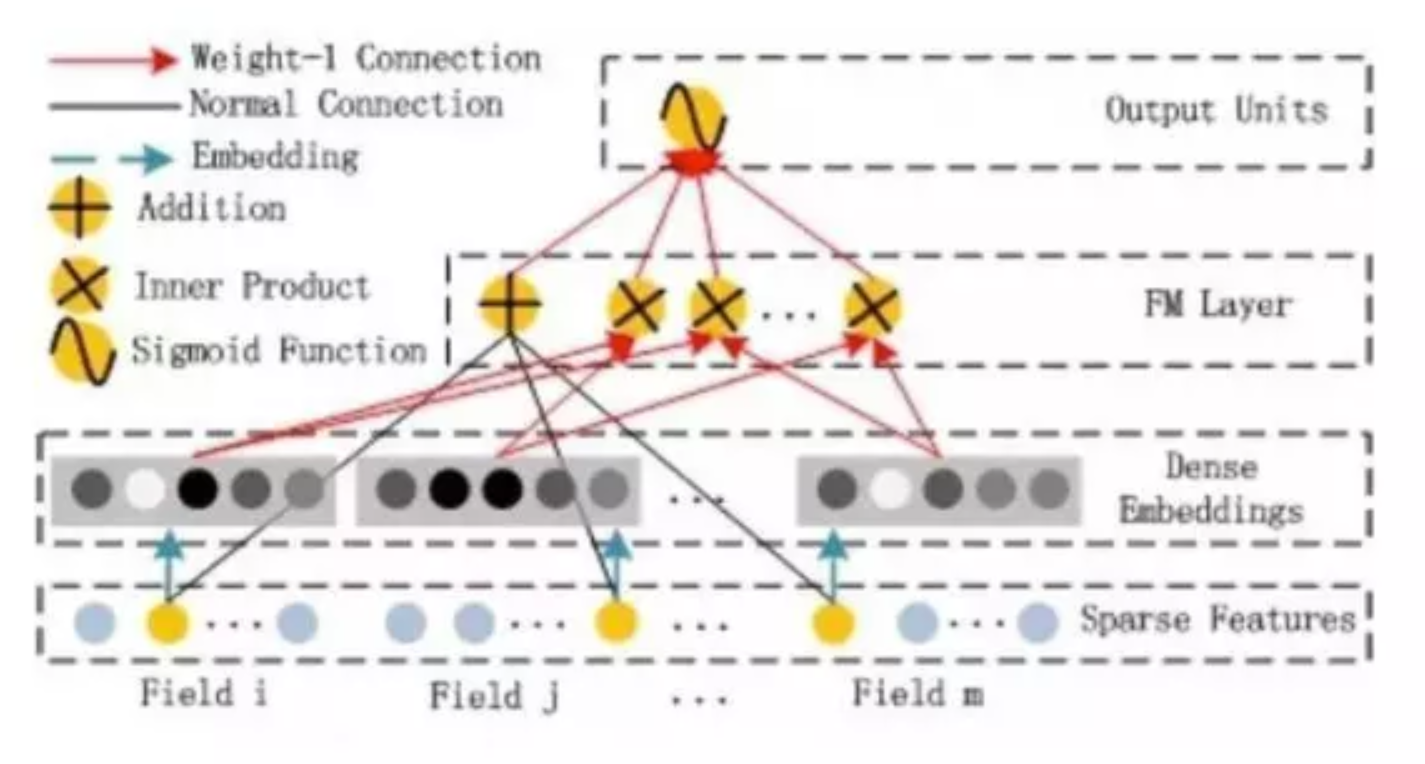 Weight-1 Connection
Normal Connection
Embedding
Addition
Inner Product
Sigmoid Function
Output Units
FM Layer
Dense
Embeddings
...
Sparse Features
Field i
Field j
...
Field m